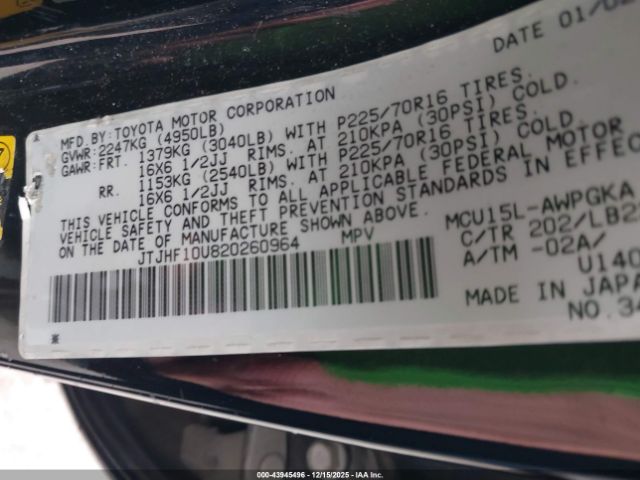 DATE 01/02
MFD.BY:TOYOTA MOTOR CORPORATION
GVWR:2247KG (4950LB)
GAWR:FRT. 1379KG (3040LB) WITH P225/70R16 TIRES.
16X6 1/2JJ RIMS. AT 210KPA (30PSI) COLD.
RR. 1153KG (2540LB) WITH P225/70R16 TIRES.
16X6 1/2JJ RIMS. AT 210KPA (30PSI) COLD.
THIS VEHICLE CONFORMS TO ALL APPLICABLE FEDERAL MOTOR
VEHICLE SAFETY AND THEFT PREVENTION STANDARDS IN
ON THE DATE OF MANUFACTURE SHOWN ABOVE.
JTJHF10U820260964 MPV
MCU15L-AWPGKA
C/TR 202/LB2
A/TM -02A/
U140
MADE IN JAPA
NO.34
000-43945496 - 12/15/2025 - IAA Inc.